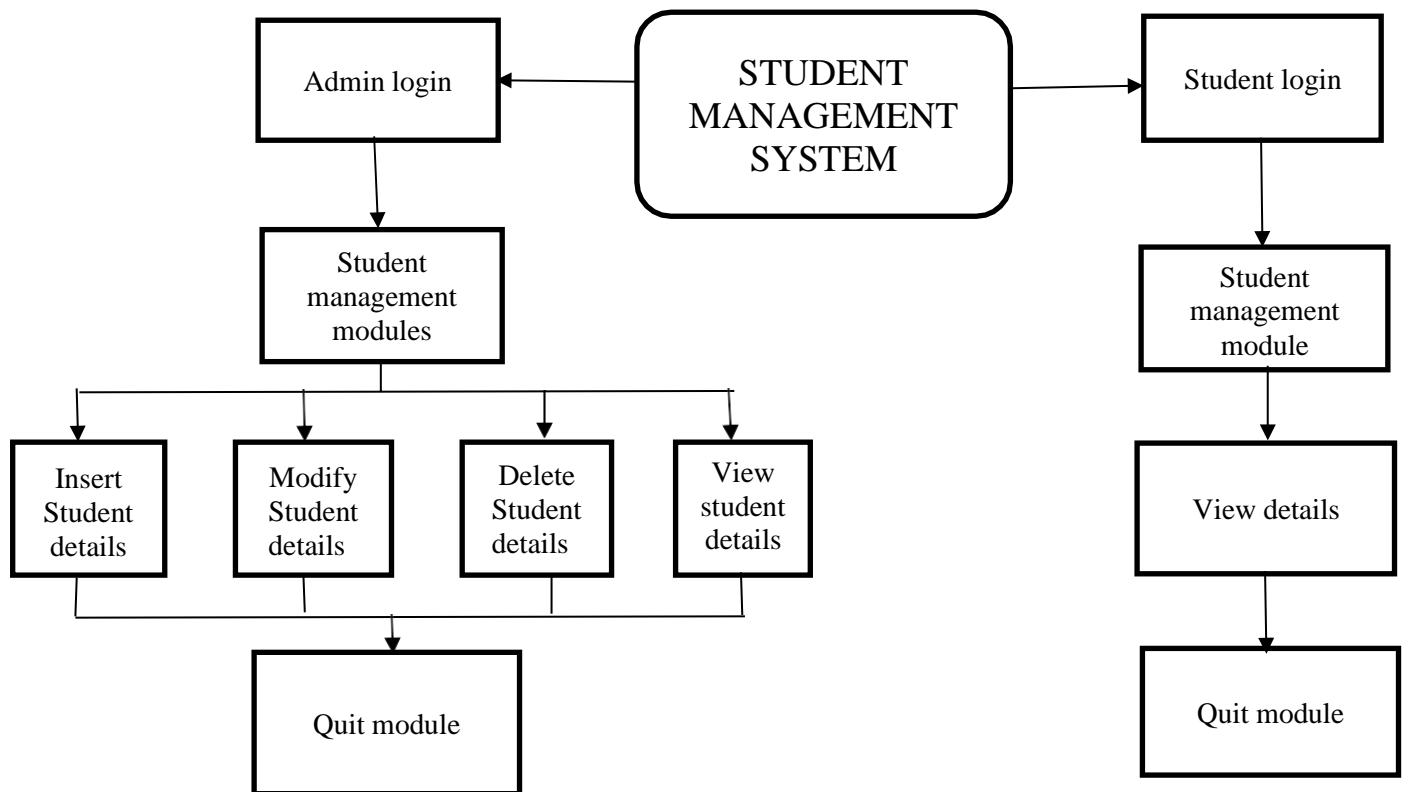 Admin login
STUDENT
MANAGEMENT
SYSTEM
Student login
Student
management
modules
Student
management
module
Insert
Student
details
Modify
Student
details
Delete
Student
details
View
student
details
View details
Quit module
Quit module